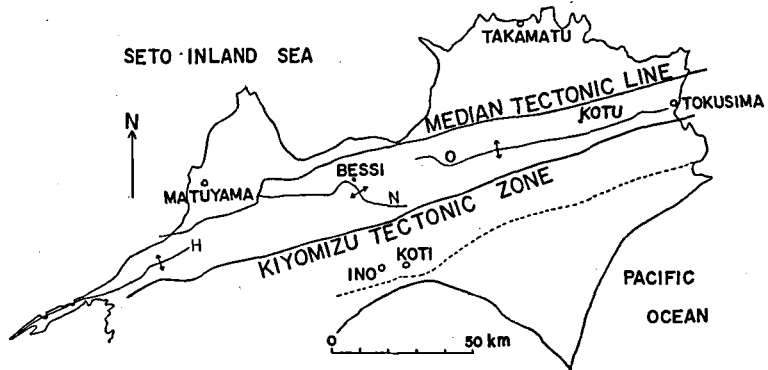 TAKAMATU
SETO INLAND SEA
MEDIAN TECTONIC LINE
KOTU
TOKUSIMA
N
O
BESSI
MATUYAMA
N
KIYOMIZU TECTONIC ZONE
H
KOTI
INO
PACIFIC
OCEAN
0 50 km